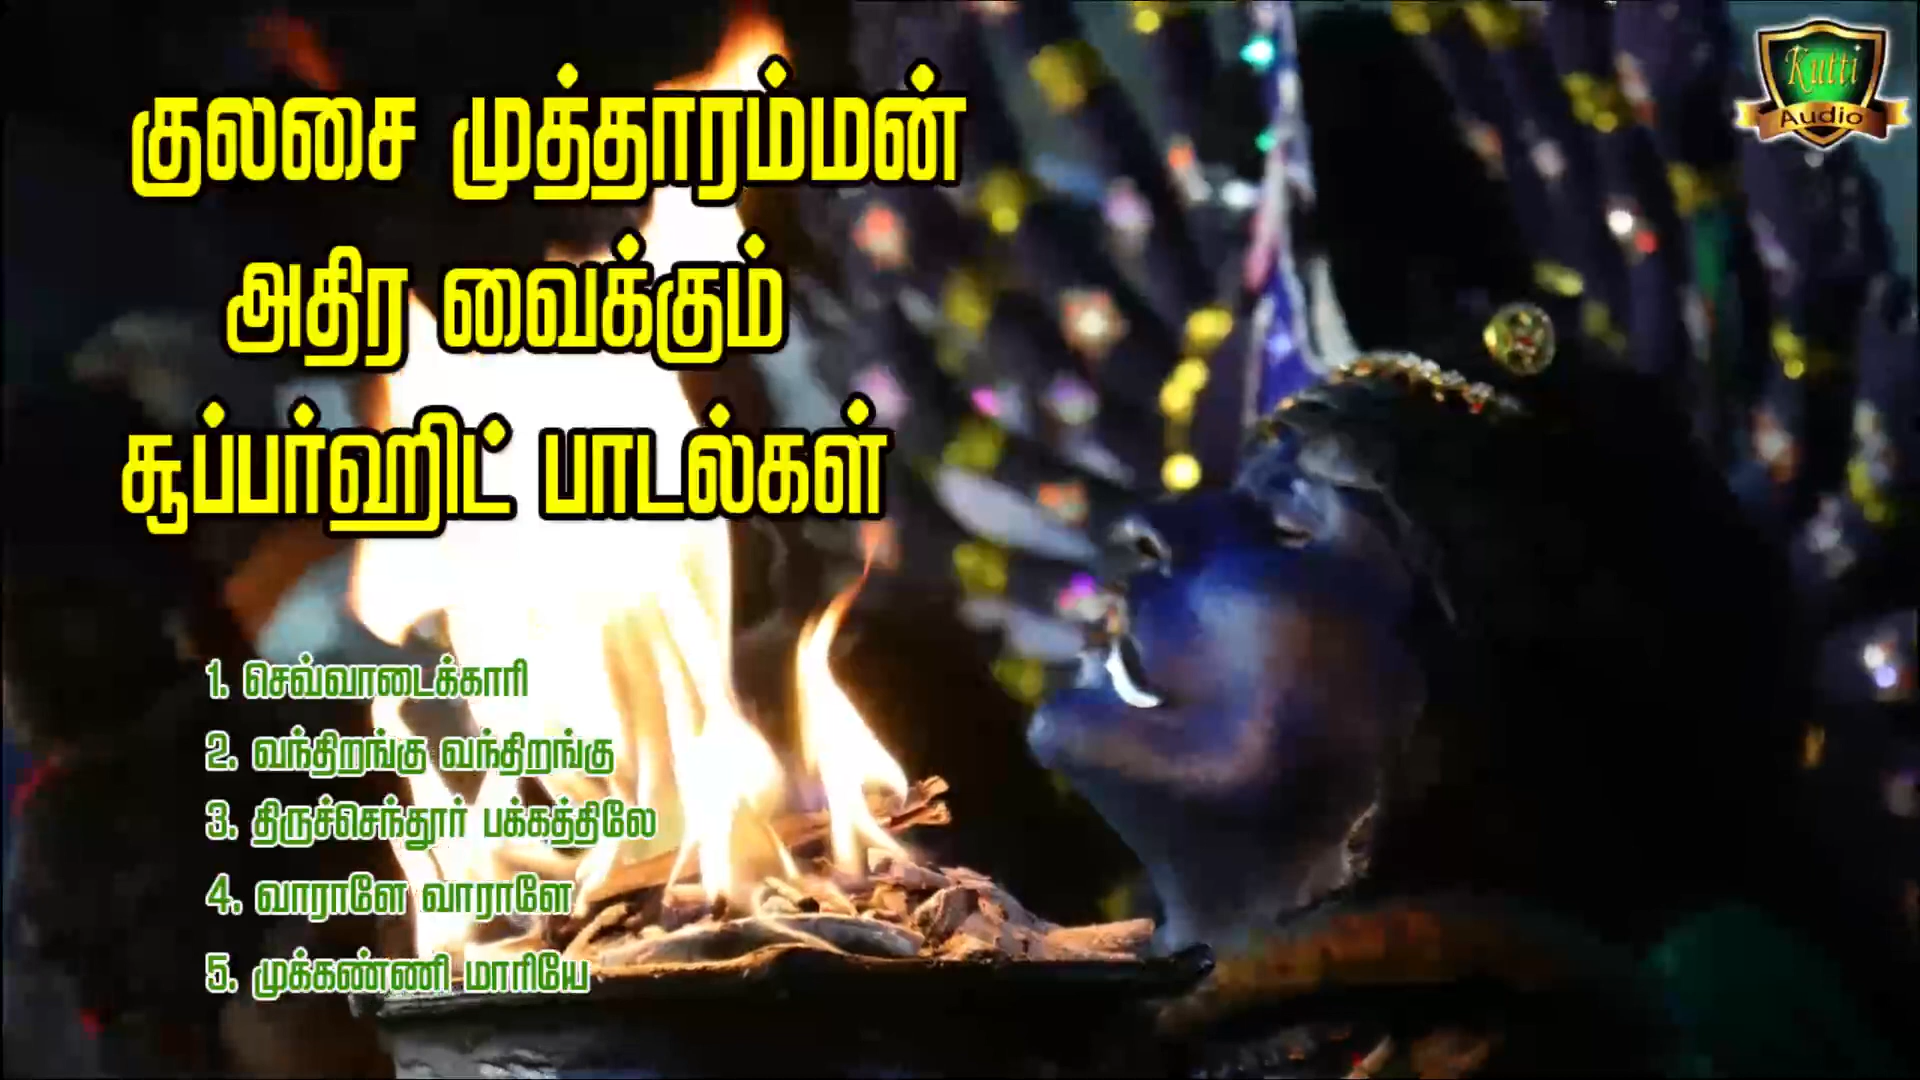 குலசை முத்தாரம்மன்
அதிர வைக்கும்
சூப்பர்ஹிட் பாடல்கள்
Kutti
Audio
1. செவ்வாடைக்காரி
2. வந்திறங்கு வந்திறங்கு
3. திருச்செந்தூர் பக்கத்திலே
4. வாராளே வாராளே
5. முக்கண்ணி மாரியே